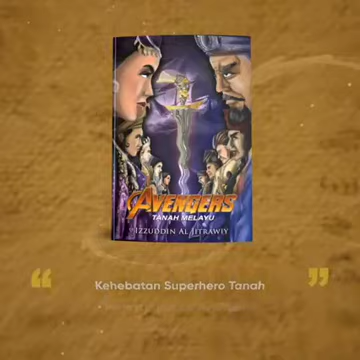 AVENGERS
TANAH MELAYU
IZZUDDIN AL JITRAWIY
“ ”
Kehebatan Superhero Tanah